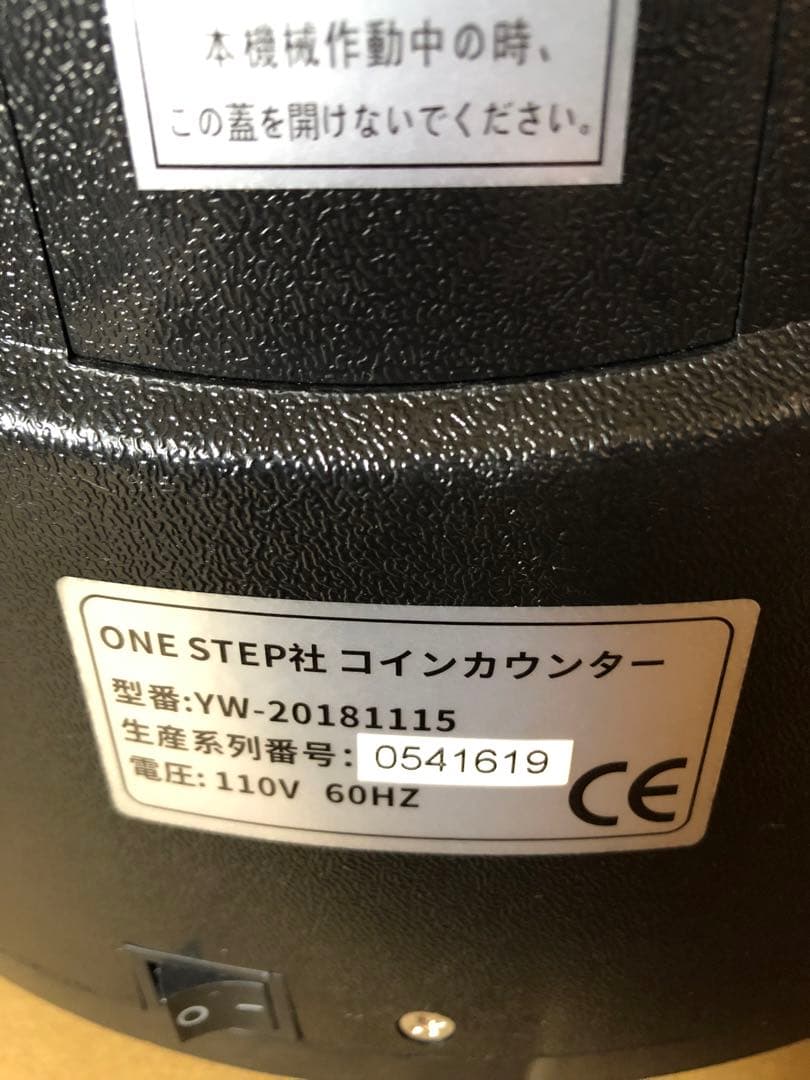 本機械作動中の時、
この蓋を開けないでください。
ONE STEP社 コインカウンター
型番:YW-20181115
生産系列番号: 0541619
電圧: 110V 60HZ
CE
O –